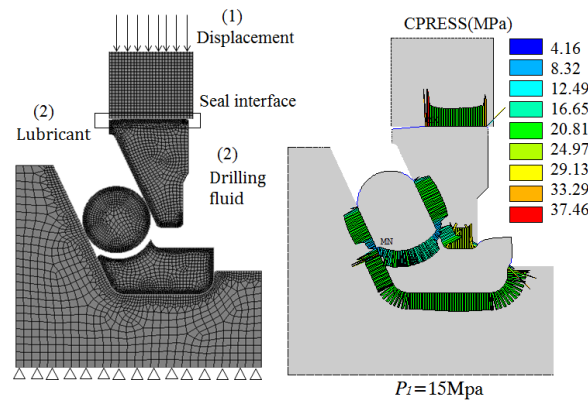 (1)
Displacement
(2)
Lubricant
Seal interface
(2)
Drilling
fluid
CPRESS(MPa)
4.16
8.32
12.49
16.65
20.81
24.97
29.13
33.29
37.46
MN
P1=15Mpa